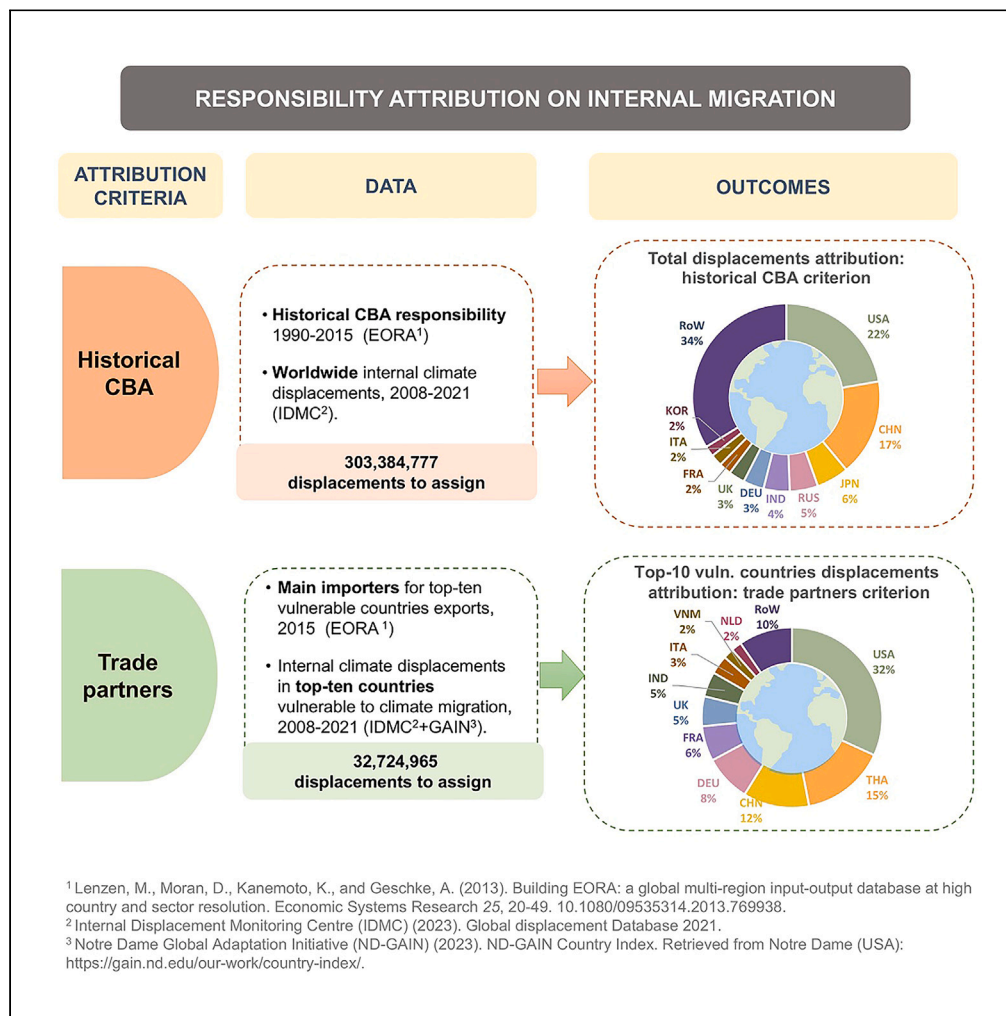 RESPONSIBILITY ATTRIBUTION ON INTERNAL MIGRATION
ATTRIBUTION
CRITERIA
DATA
OUTCOMES
Historical
CBA
• Historical CBA responsibility
1990-2015 (EORA¹)
• Worldwide internal climate
displacements, 2008-2021
(IDMC²).
303,384,777
displacements to assign
Total displacements attribution:
historical CBA criterion
RoW
34%
USA
22%
CHN
17%
JPN
6%
RUS
5%
IND
4%
DEU
3%
UK
3%
FRA
2%
ITA
2%
KOR
2%
Trade
partners
• Main importers for top-ten
vulnerable countries exports,
2015 (EORA ¹)
• Internal climate displacements
in top-ten countries
vulnerable to climate migration,
2008-2021 (IDMC²+GAIN³).
32,724,965
displacements to assign
Top-10 vuln. countries displacements
attribution: trade partners criterion
RoW
10%
USA
32%
THA
15%
CHN
12%
DEU
8%
FRA
6%
UK
5%
IND
5%
ITA
3%
VNM
2%
NLD
2%
¹ Lenzen, M., Moran, D., Kanemoto, K., and Geschke, A. (2013). Building EORA: a global multi-region input-output database at high
country and sector resolution. Economic Systems Research 25, 20-49. 10.1080/09535314.2013.769938.
² Internal Displacement Monitoring Centre (IDMC) (2023). Global displacement Database 2021.
³ Notre Dame Global Adaptation Initiative (ND-GAIN) (2023). ND-GAIN Country Index. Retrieved from Notre Dame (USA):
https://gain.nd.edu/our-work/country-index/.